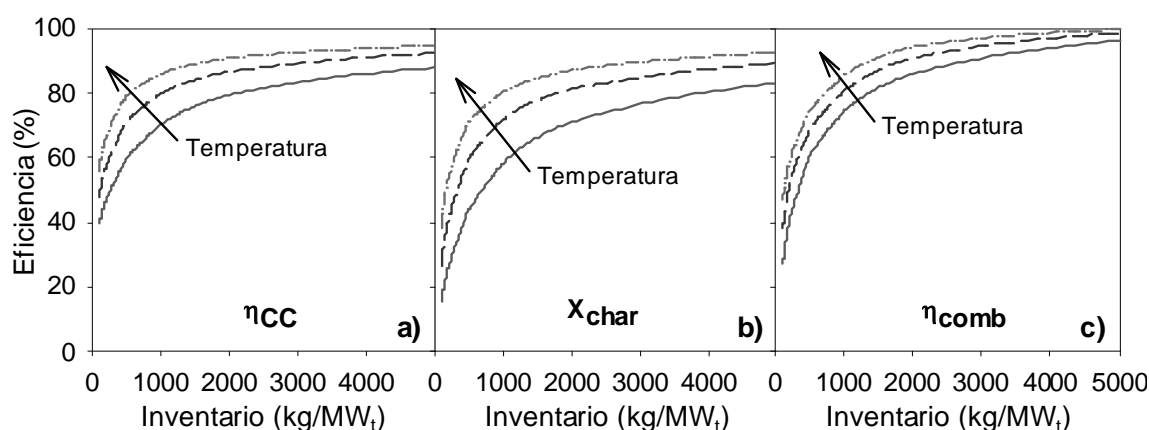 Eficiencia (%)
100
80
60
40
20
0
Temperatura
Temperatura
Temperatura
ηCC
a)
Xchar
b)
ηcomb
c)
0 1000 2000 3000 4000
0 1000 2000 3000 4000
0 1000 2000 3000 4000 5000
Inventario (kg/MWt)
Inventario (kg/MWt)
Inventario (kg/MWt)